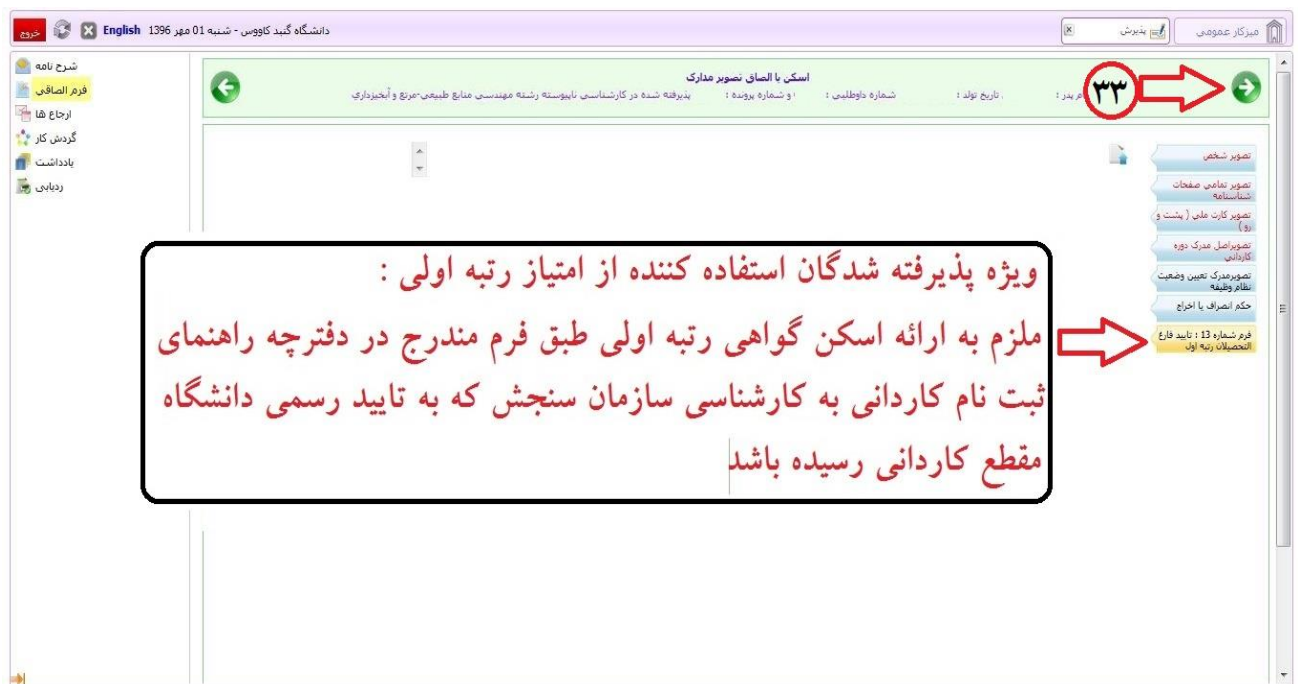 میزکار عمومی
پذیرش
دانشگاه گنبد کاووس - شنبه 01 مهر 1396 English
خروج
شرح نامه
فرم الصاقی
ارجاع ها
گردش کار
یادداشت
ردیابی
اسکن یا الصاق تصویر مدارک
م پدر : تاریخ تولد : شماره داوطلبی : و شماره پرونده : پذیرفته شده در کارشناسی ناپیوسته رشته مهندسی منابع طبیعی-مرتع و آبخیزداری
۳۳
تصویر شخص
تصویر تمامی صفحات
شناسنامه
تصویر کارت ملی ( پشت و
رو )
تصویراصل مدرک دوره
کاردانی
تصویرمدرک تعیین وضعیت
نظام وظیفه
حکم انصراف یا اخراج
فرم شماره 13 : تایید فارغ
التحصیلان رتبه اول
ویژه پذیرفته شدگان استفاده کننده از امتیاز رتبه اولی :
ملزم به ارائه اسکن گواهی رتبه اولی طبق فرم مندرج در دفترچه راهنمای
ثبت نام کاردانی به کارشناسی سازمان سنجش که به تایید رسمی دانشگاه
مقطع کاردانی رسیده باشد